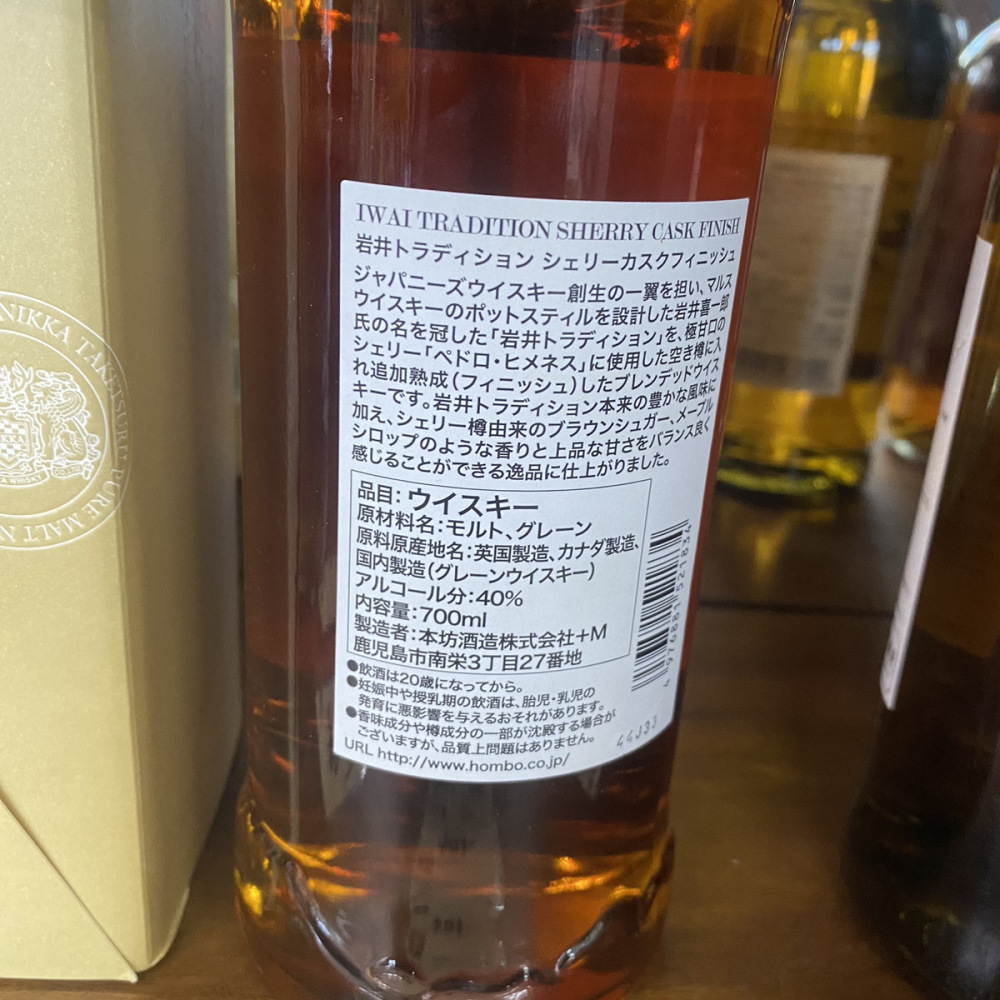 IWAI TRADITION SHERRY CASK FINISH
岩井トラディション シェリーカスクフィニッシュ
ジャパニーズウイスキー創生の一翼を担い、マルス
ウイスキーのポットスティルを設計した岩井喜一郎
氏の名を冠した「岩井トラディション」を、極甘口の
シェリー「ペドロ・ヒメネス」に使用した空き樽に入
れ追加熟成(フィニッシュ)したブレンデッドウイス
キーです。岩井トラディション本来の豊かな風味に
加え、シェリー樽由来のブラウンシュガー、メープル
シロップのような香りと上品な甘さをバランス良く
感じることができる逸品に仕上がりました。
品目:ウイスキー
原材料名:モルト、グレーン
原料原産地名:英国製造、カナダ製造、
国内製造(グレーンウイスキー)
アルコール分:40%
内容量:700ml
製造者:本坊酒造株式会社+M
鹿児島市南栄3丁目27番地
●飲酒は20歳になってから。
●妊娠中や授乳期の飲酒は、胎児・乳児の
発育に悪影響を与えるおそれがあります。
●香味成分や樽成分の一部が沈殿する場合が
ございますが、品質上問題はありません。
URL http://www.hombo.co.jp/
4 976881 521834
44J33
NIKKA TAKETSURU PURE MALT
WHISKY